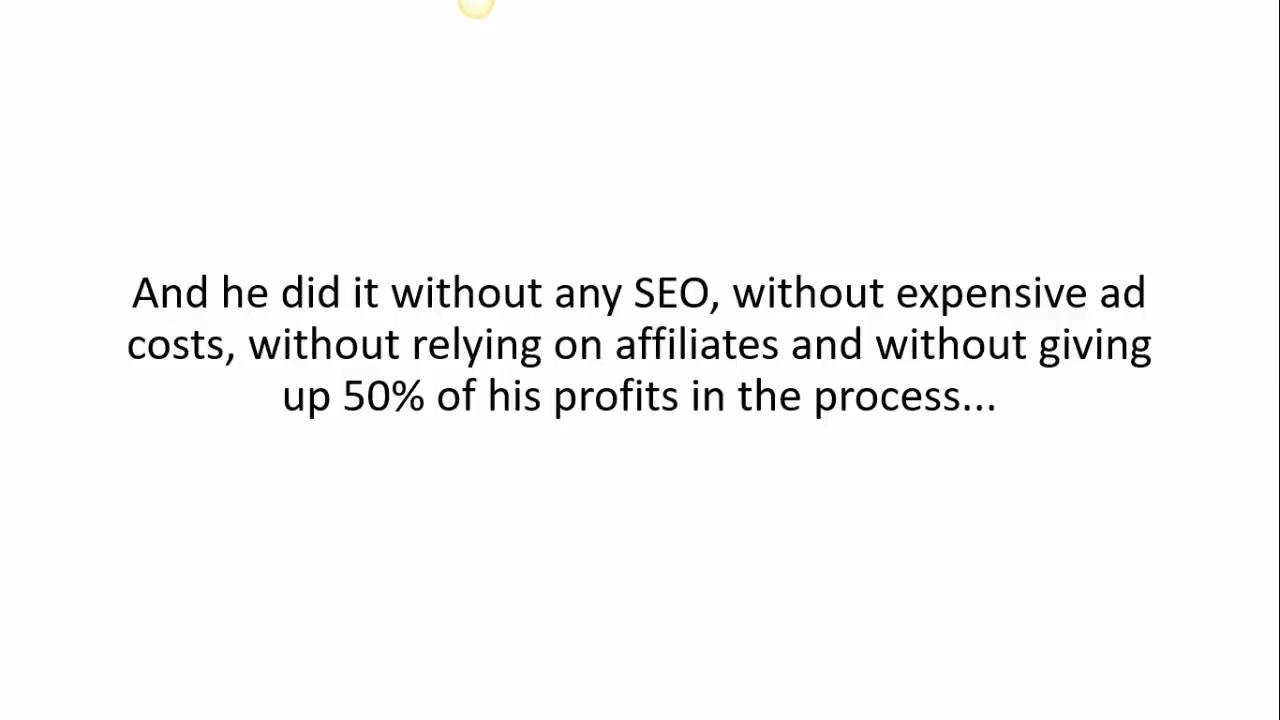 And he did it without any SEO, without expensive ad
costs, without relying on affiliates and without giving
up 50% of his profits in the process...